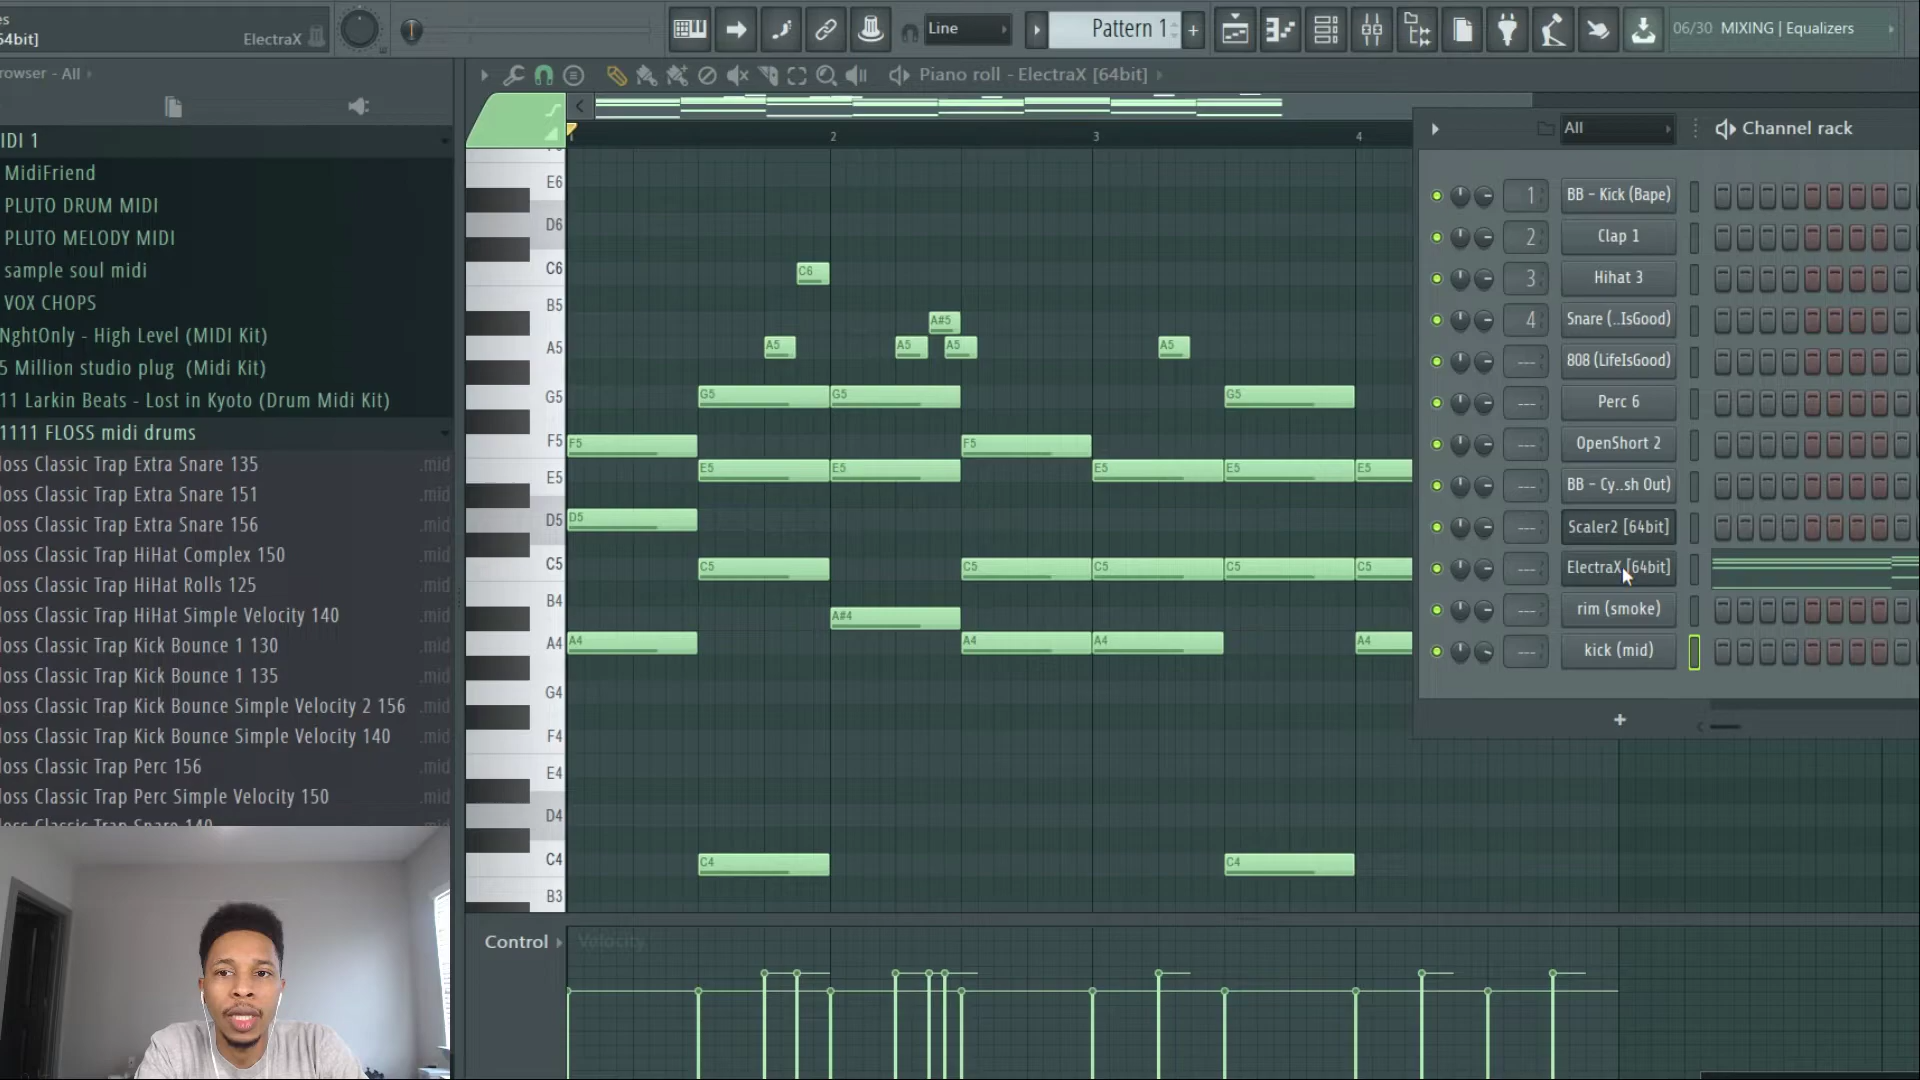 es
64bit]
ElectraX
Line
Pattern 1
+
06/30 MIXING | Equalizers
rowser - All
Piano roll - ElectraX [64bit]
All
Channel rack
2
3
4
IDI 1
MidiFriend
PLUTO DRUM MIDI
PLUTO MELODY MIDI
sample soul midi
VOX CHOPS
NghtOnly - High Level (MIDI Kit)
5 Million studio plug (Midi Kit)
11 Larkin Beats - Lost in Kyoto (Drum Midi Kit)
1111 FLOSS midi drums
loss Classic Trap Extra Snare 135 .mid
loss Classic Trap Extra Snare 151 .mid
loss Classic Trap Extra Snare 156 .mid
loss Classic Trap HiHat Complex 150 .mid
loss Classic Trap HiHat Rolls 125 .mid
loss Classic Trap HiHat Simple Velocity 140 .mid
loss Classic Trap Kick Bounce 1 130 .mid
loss Classic Trap Kick Bounce 1 135 .mid
loss Classic Trap Kick Bounce Simple Velocity 2 156 .mid
loss Classic Trap Kick Bounce Simple Velocity 140 .mid
loss Classic Trap Perc 156 .mid
loss Classic Trap Perc Simple Velocity 150 .mid
loss Classic Trap Snare 140 .mid
E6
D6
C6 C6
B5
A#5
A5 A5 A5 A5 A5
G5 G5 G5 G5
F5 F5 F5
E5 E5 E5 E5 E5 E5
D5 D5
C5 C5 C5 C5 C5 C5
B4
A#4
A4 A4 A4 A4 A4
G4
F4
E4
D4
C4 C4 C4
B3
1 BB - Kick (Bape)
2 Clap 1
3 Hihat 3
4 Snare (..IsGood)
--- 808 (LifeIsGood)
--- Perc 6
--- OpenShort 2
--- BB - Cy..sh Out)
--- Scaler2 [64bit]
--- ElectraX [64bit]
--- rim (smoke)
--- kick (mid)
+
Control
Velocity